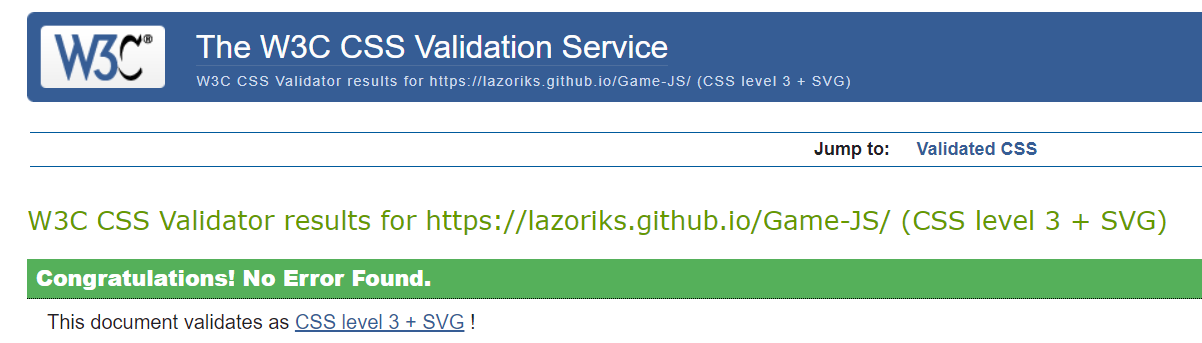 W3C®
The W3C CSS Validation Service
W3C CSS Validator results for https://lazoriks.github.io/Game-JS/ (CSS level 3 + SVG)
Jump to: Validated CSS
W3C CSS Validator results for https://lazoriks.github.io/Game-JS/ (CSS level 3 + SVG)
Congratulations! No Error Found.
This document validates as CSS level 3 + SVG !